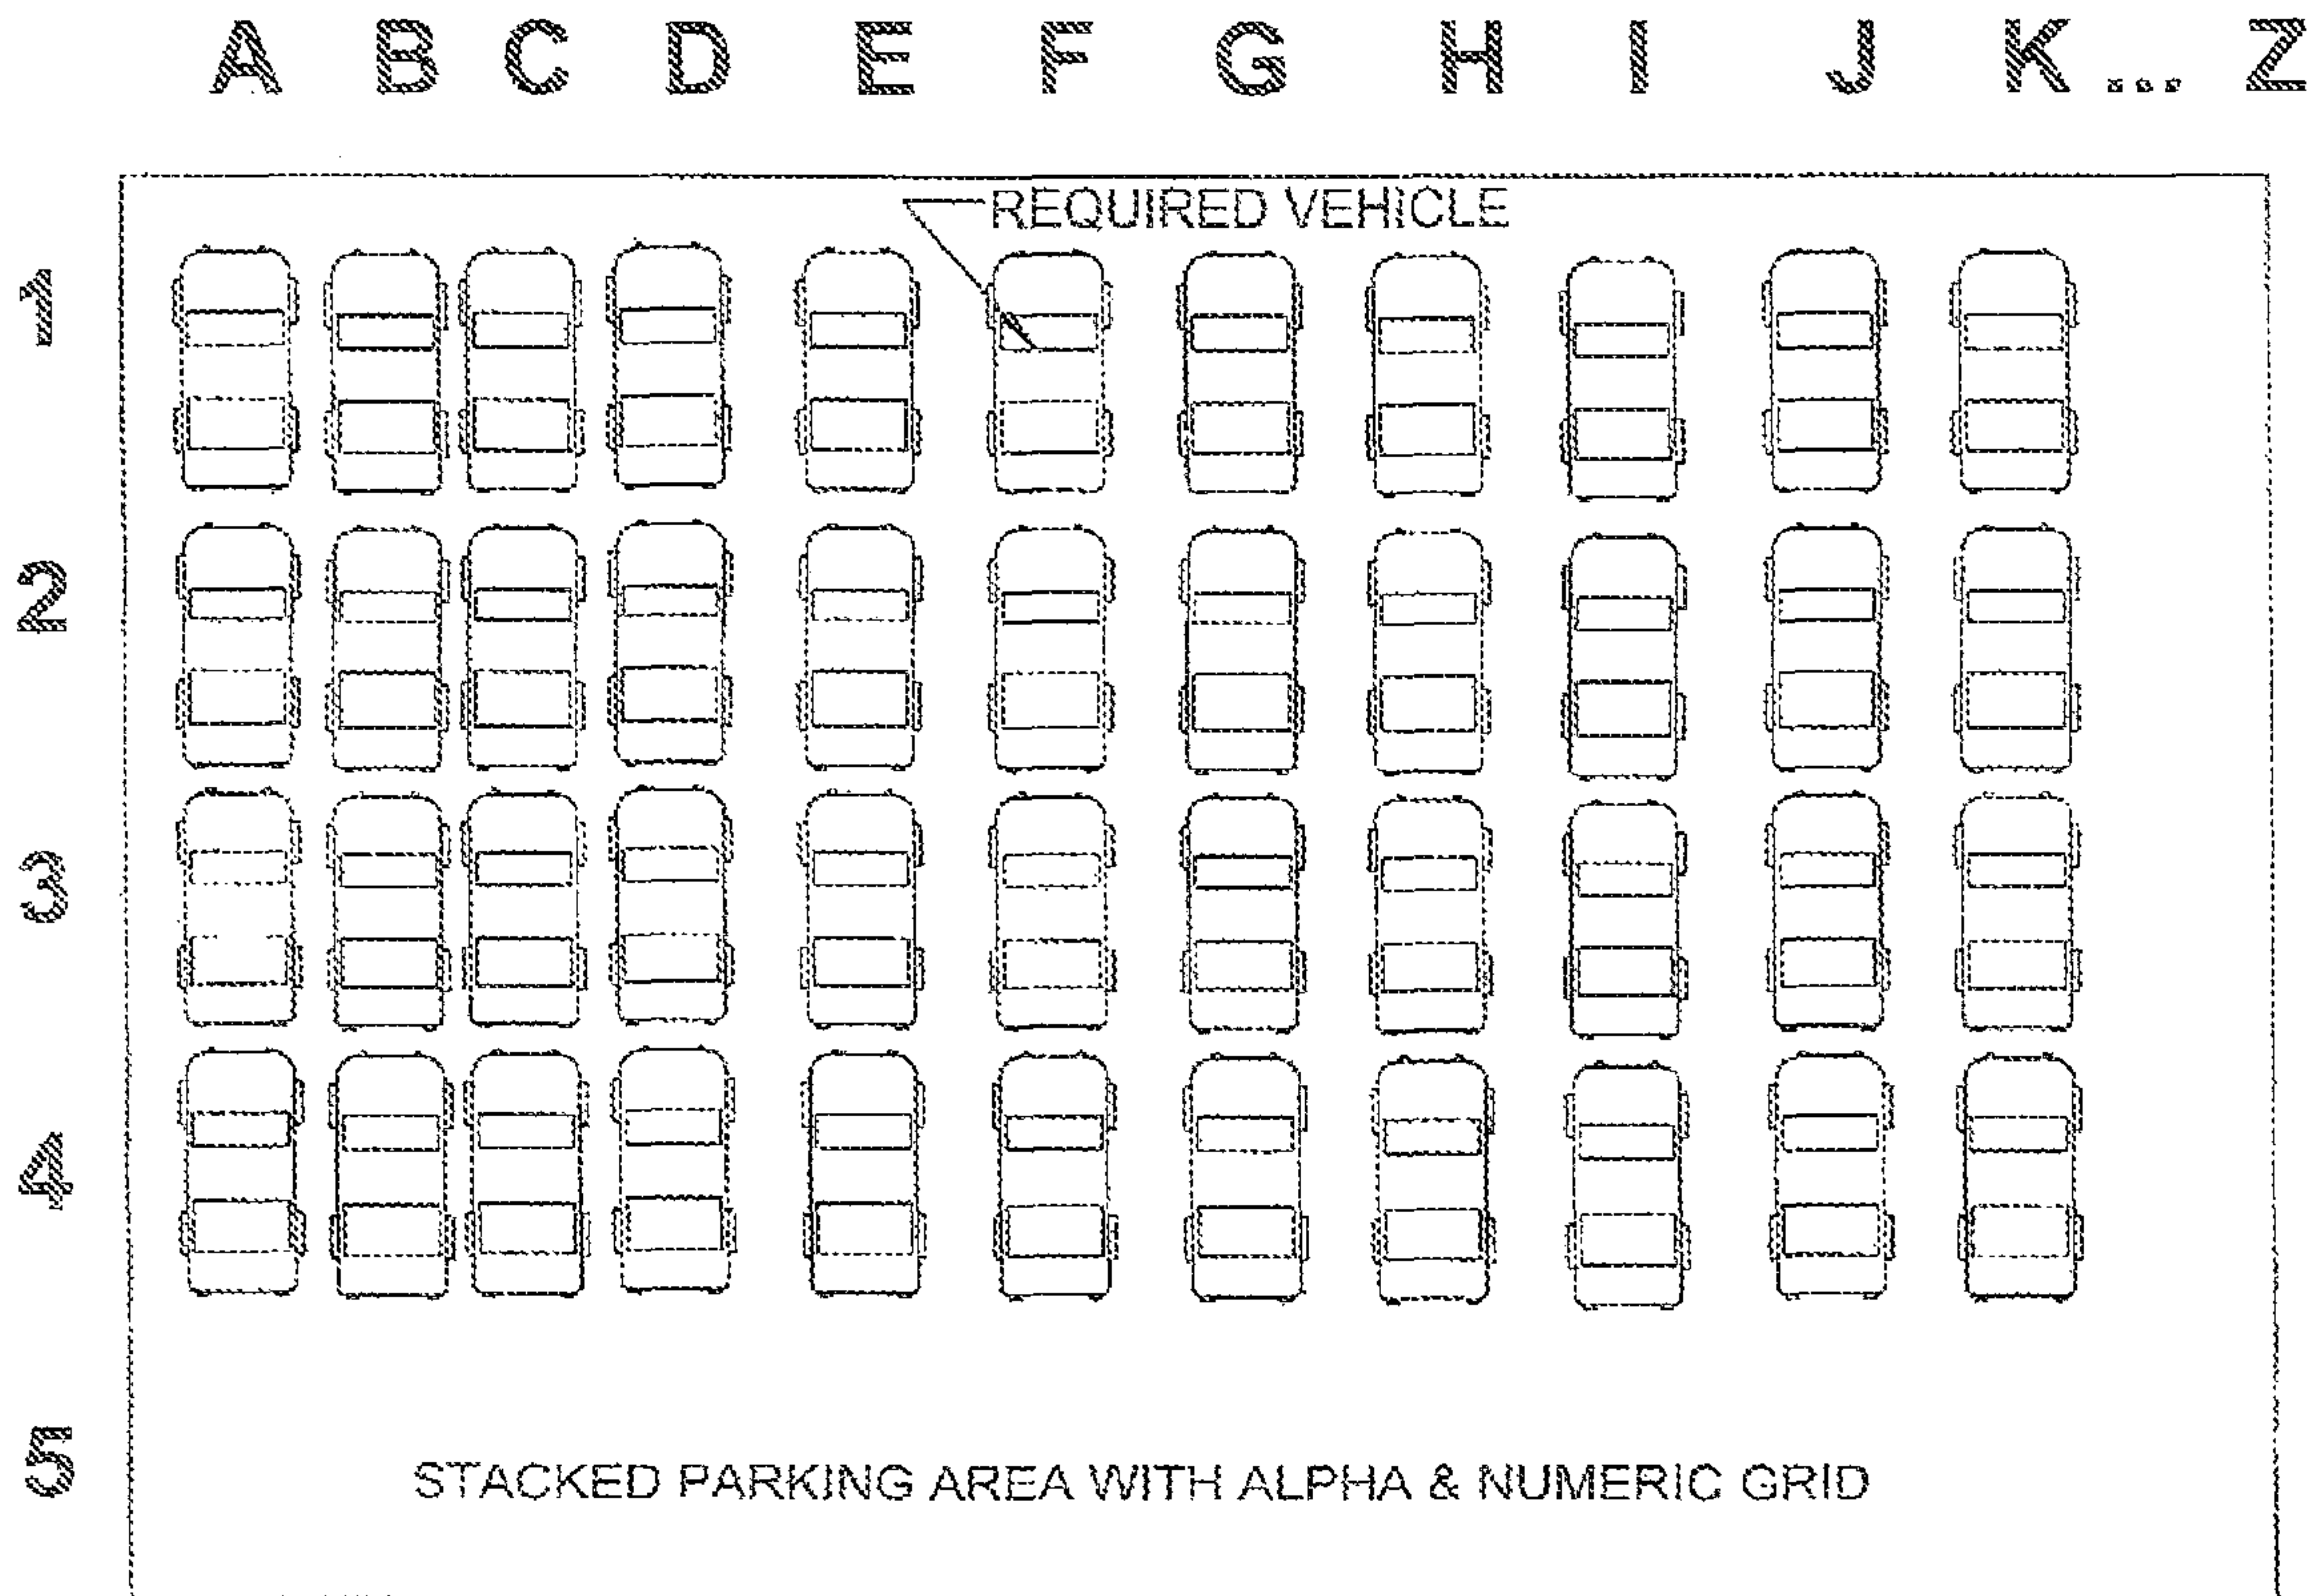 A B C D E F G H I J K ... Z
REQUIRED VEHICLE
1
2
3
4
5
STACKED PARKING AREA WITH ALPHA & NUMERIC GRID